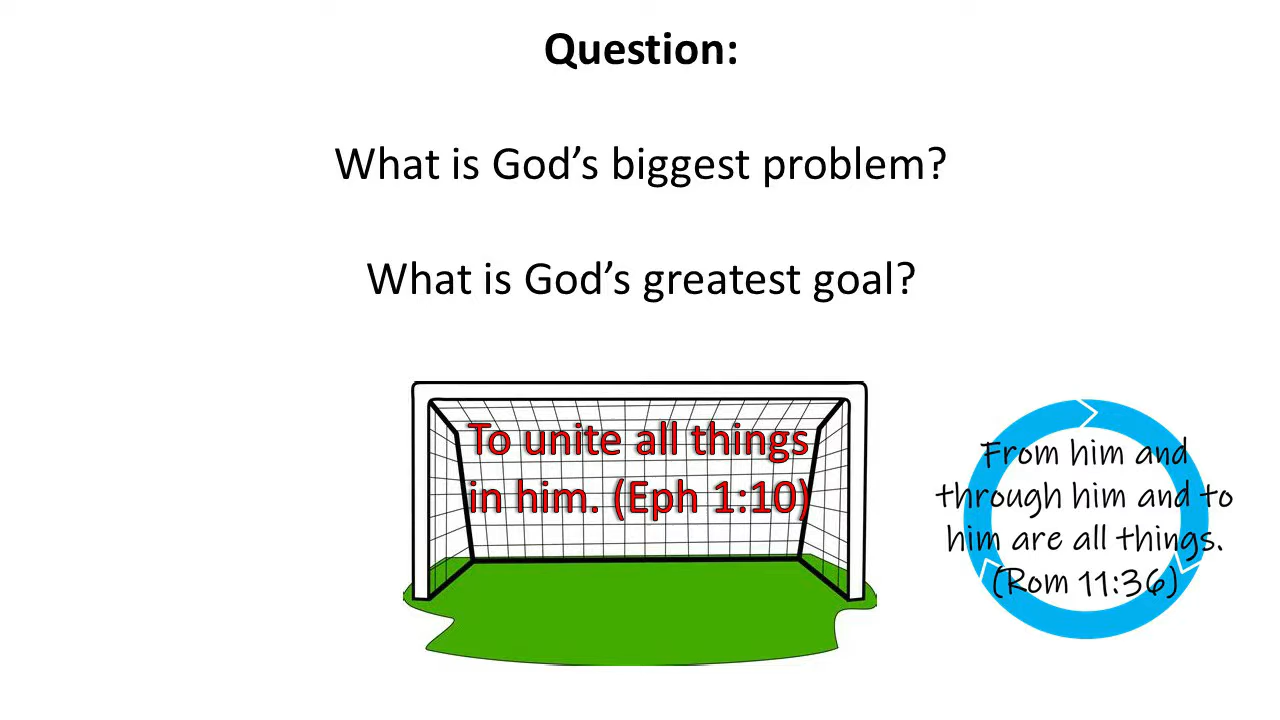 Question:
What is God’s biggest problem?
What is God’s greatest goal?
To unite all things
in him. (Eph 1:10)
From him and
through him and to
him are all things.
(Rom 11:36)